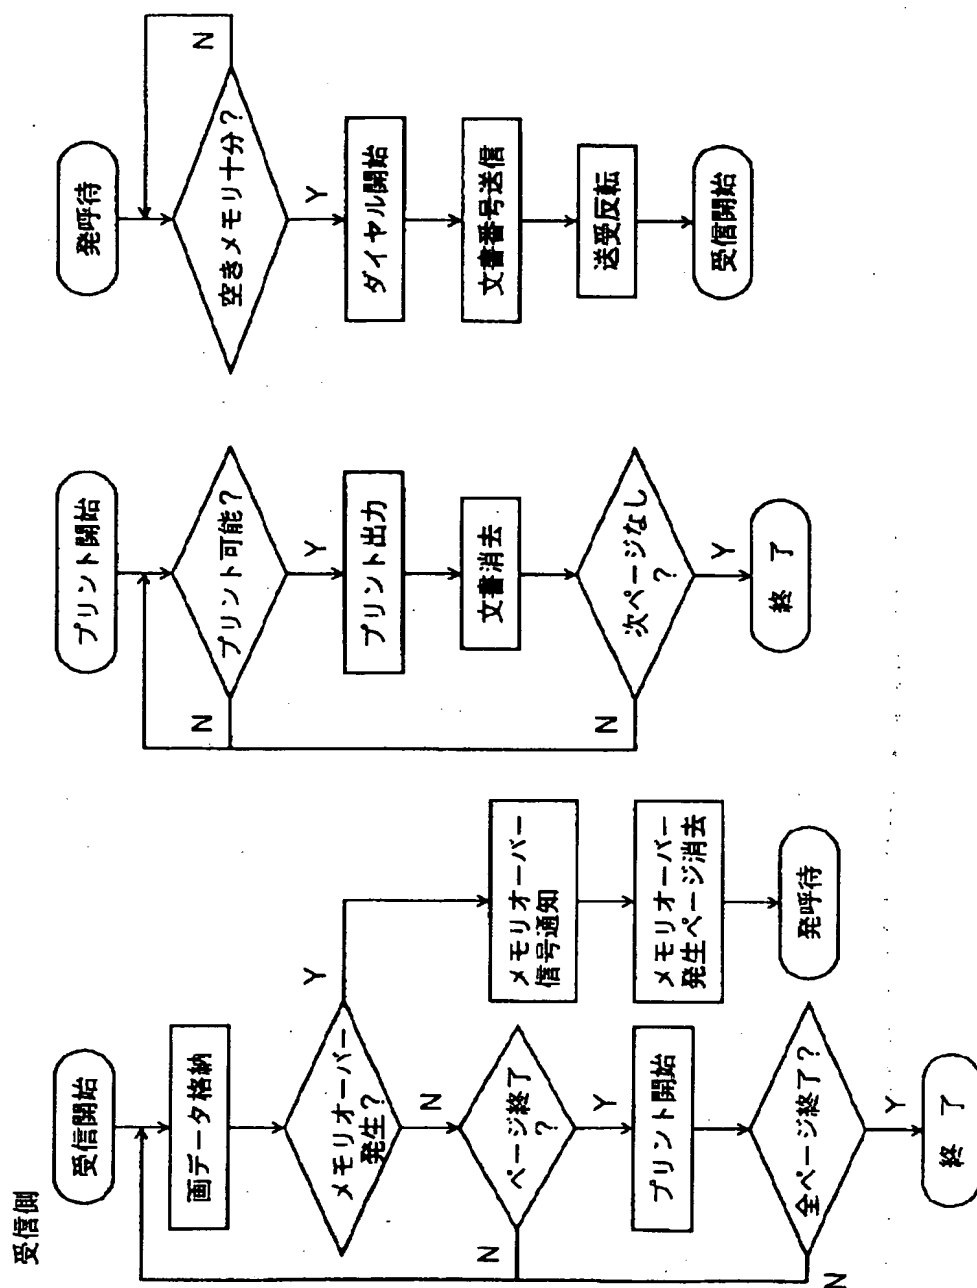 受信側
受信開始
画データ格納
メモリオーバー
発生?
Y
N
メモリオーバー
信号通知
メモリオーバー
発生ページ消去
発呼待
ページ終了
?
N
Y
プリント開始
全ページ終了?
N
Y
終 了
プリント開始
プリント可能?
N
Y
プリント出力
文書消去
次ページなし
?
N
Y
終 了
発呼待
空きメモリ十分?
N
Y
ダイヤル開始
文書番号送信
送受反転
受信開始